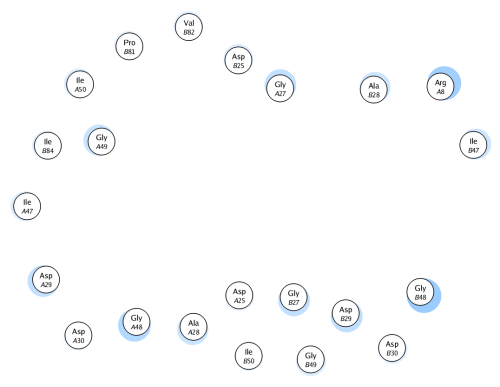 Val
B82
Pro
B81
Asp
B25
Ile
A50
Gly
A27
Ala
B28
Arg
A8
Ile
B84
Gly
A49
Ile
B47
Ile
A47
Asp
A29
Gly
B48
Asp
A25
Gly
B27
Asp
B29
Gly
A48
Ala
A28
Asp
A30
Ile
B50
Gly
B49
Asp
B30